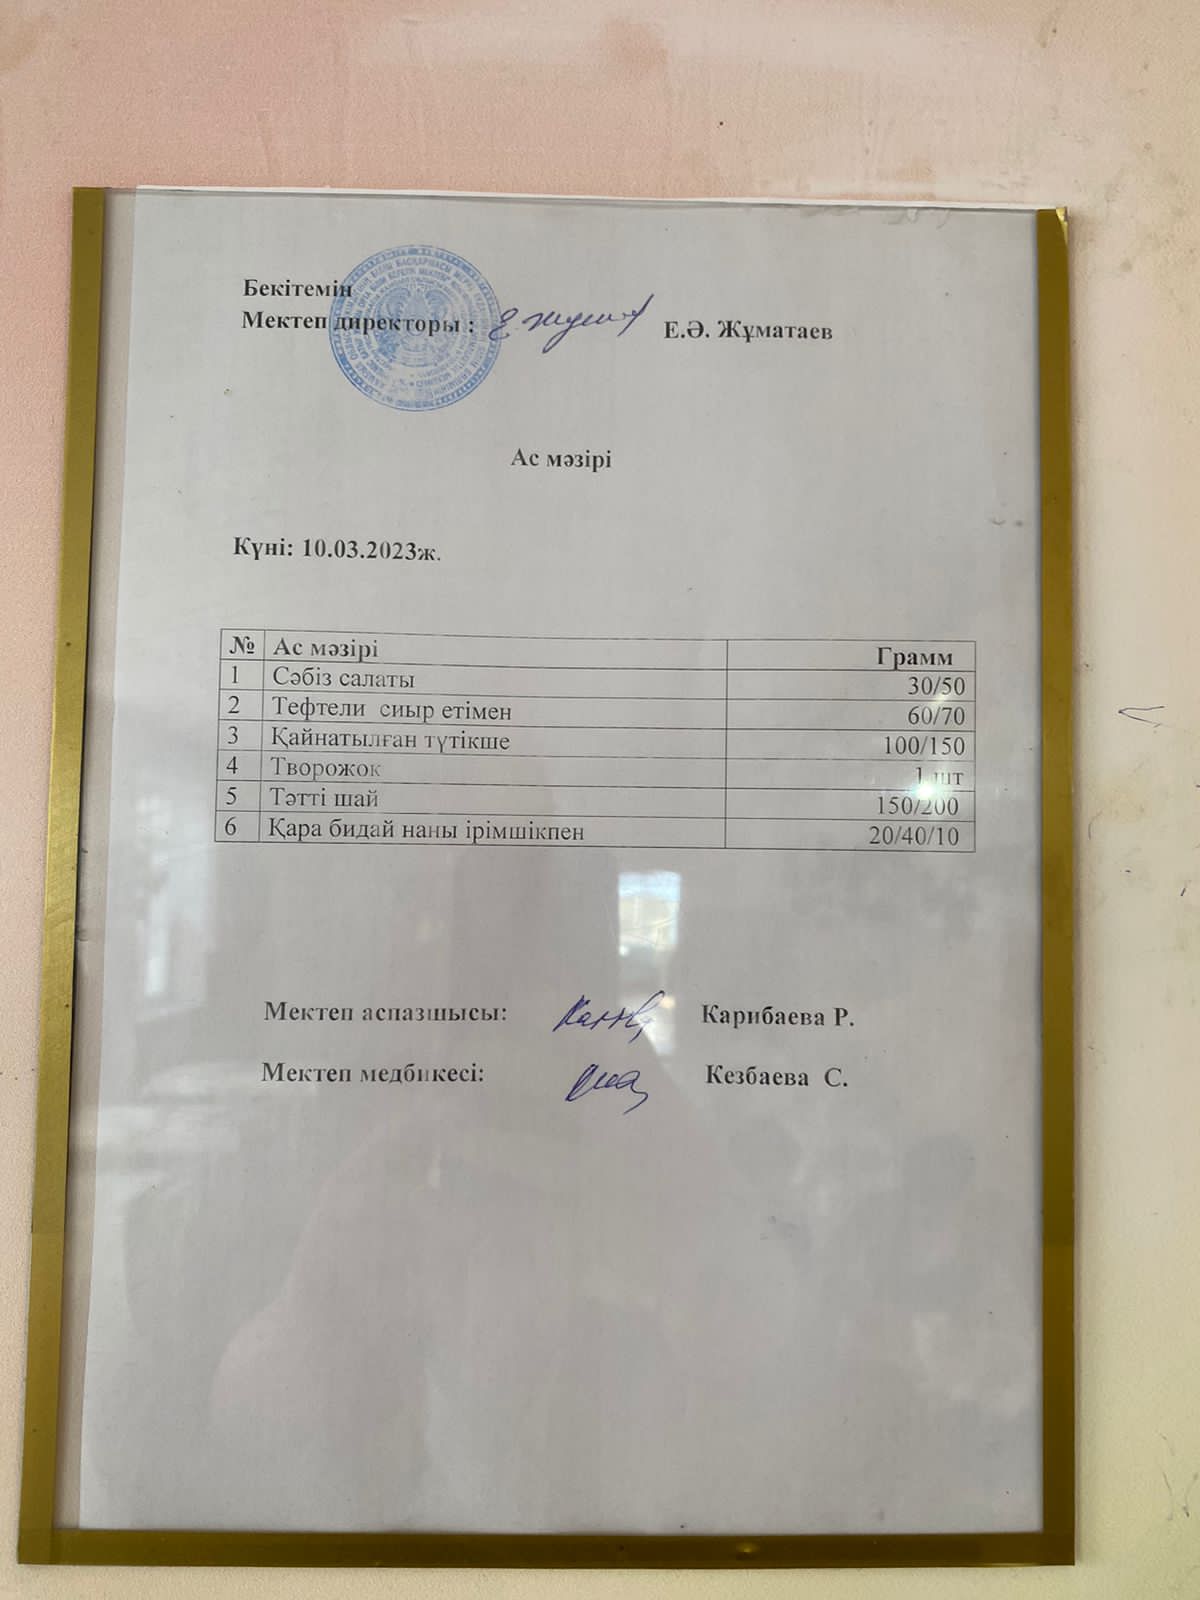 Бекітемін
Мектеп директоры : Е.Ә. Жұматаев
Ас мәзірі
Күні: 10.03.2023ж.
№ Ас мәзірі Грамм
1 Сәбіз салаты 30/50
2 Тефтели сиыр етімен 60/70
3 Қайнатылған түтікше 100/150
4 Творожок 1 шт
5 Тәтті шай 150/200
6 Қара бидай наны ірімшікпен 20/40/10
Мектеп аспазшысы: Карибаева Р.
Мектеп медбикесі: Кезбаева С.